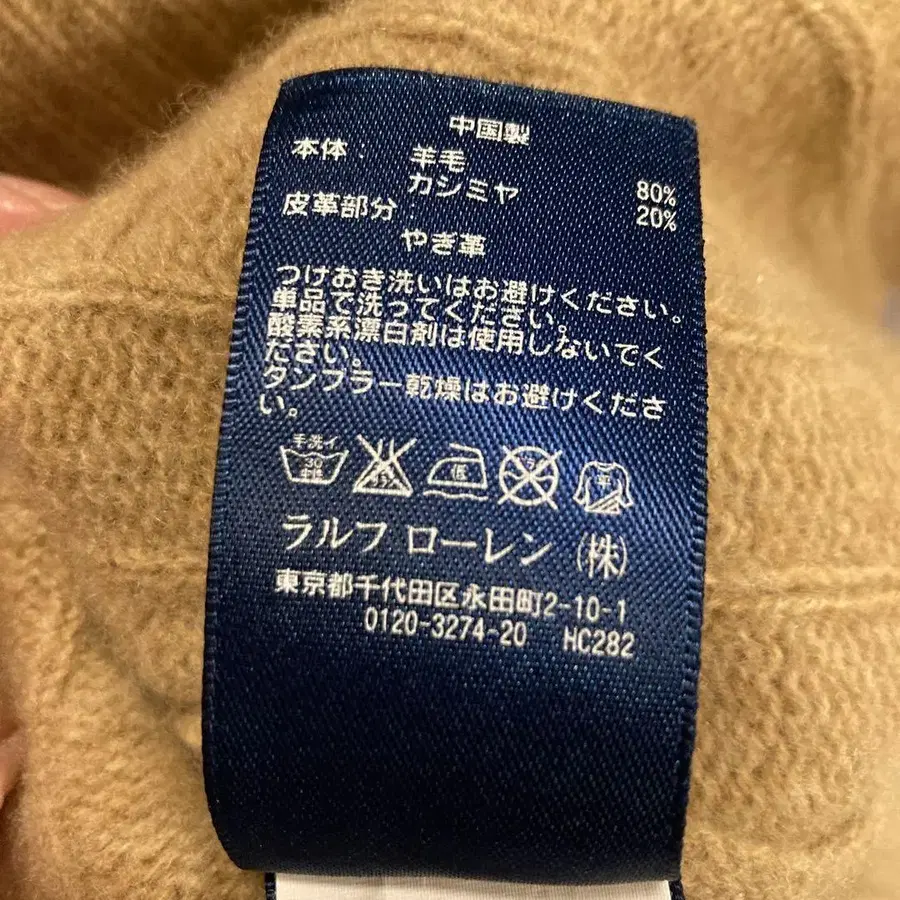 中国製
本体： 羊毛 80%
カシミヤ 20%
皮革部分：
やぎ革
つけおき洗いはお避けください。
単品で洗ってください。
酸素系漂白剤は使用しないでく
ださい。
タンブラー乾燥はお避けくださ
い。
手洗イ
30
中性
低
平
ラルフ ローレン（株）
東京都千代田区永田町2-10-1
0120-3274-20 HC282